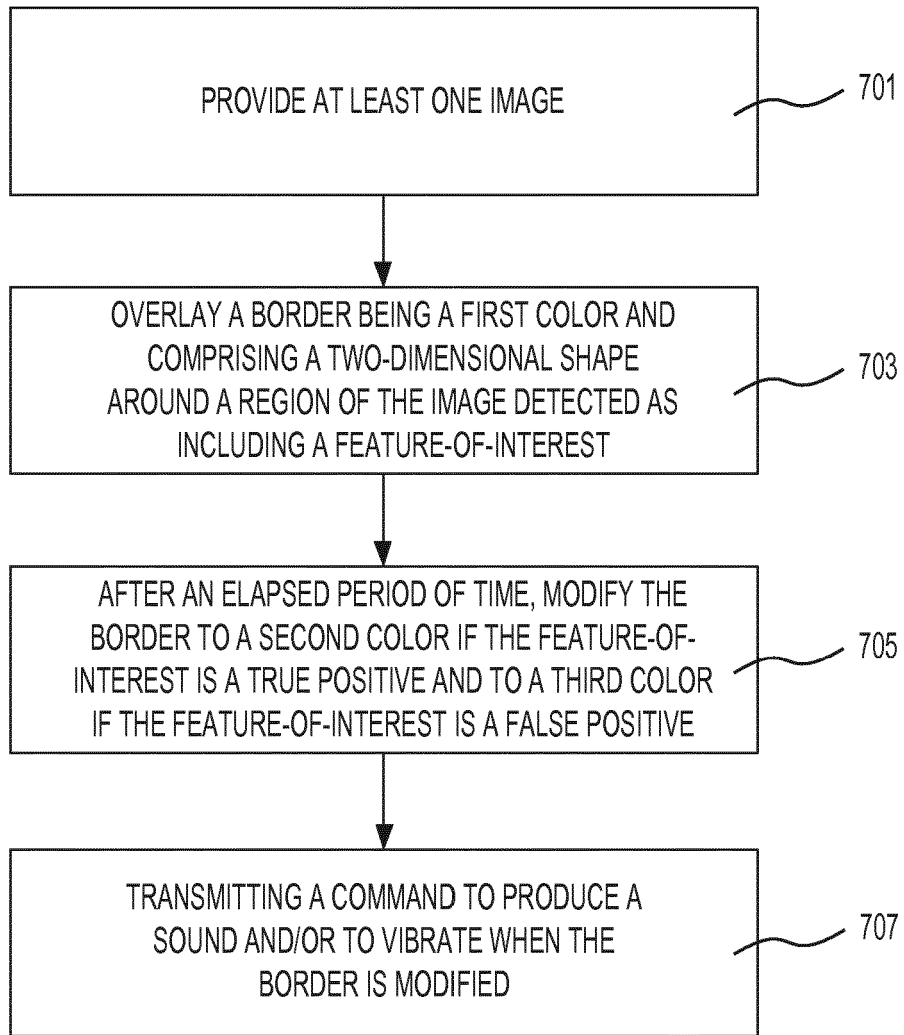 PROVIDE AT LEAST ONE IMAGE
701
OVERLAY A BORDER BEING A FIRST COLOR AND
COMPRISING A TWO-DIMENSIONAL SHAPE
AROUND A REGION OF THE IMAGE DETECTED AS
INCLUDING A FEATURE-OF-INTEREST
703
AFTER AN ELAPSED PERIOD OF TIME, MODIFY THE
BORDER TO A SECOND COLOR IF THE FEATURE-OF-
INTEREST IS A TRUE POSITIVE AND TO A THIRD COLOR
IF THE FEATURE-OF-INTEREST IS A FALSE POSITIVE
705
TRANSMITTING A COMMAND TO PRODUCE A
SOUND AND/OR TO VIBRATE WHEN THE
BORDER IS MODIFIED
707